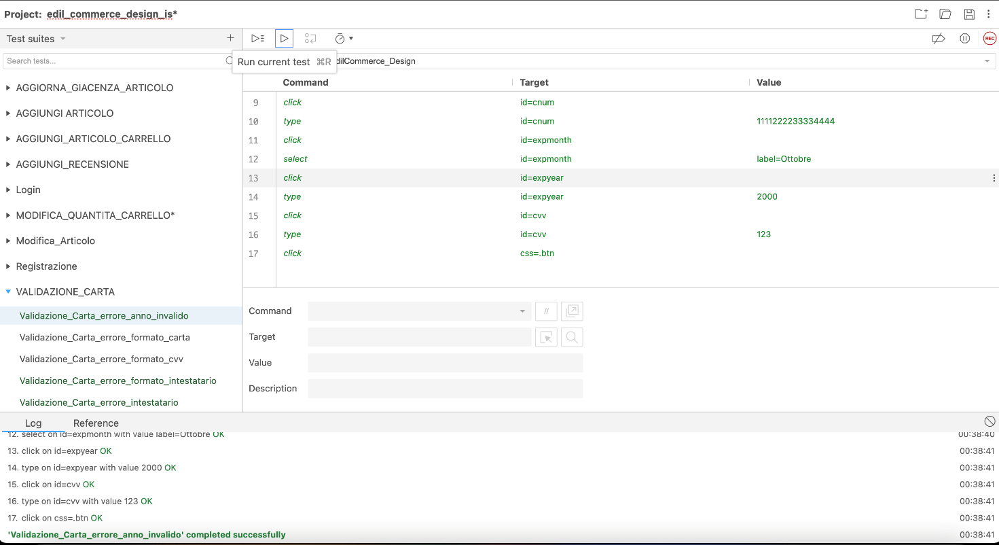 Project: edil_commerce_design_is*
Test suites
REC
Search tests...
Run current test ⌘R
dilCommerce_Design
Command Target Value
AGGIORNA_GIACENZA_ARTICOLO
AGGIUNGI ARTICOLO
AGGIUNGI_ARTICOLO_CARRELLO
AGGIUNGI_RECENSIONE
Login
MODIFICA_QUANTITA_CARRELLO*
Modifica_Articolo
Registrazione
VALIDAZIONE_CARTA
Validazione_Carta_errore_anno_invalido
Validazione_Carta_errore_formato_carta
Validazione_Carta_errore_formato_cvv
Validazione_Carta_errore_formato_intestatario
Validazione_Carta_errore_intestatario
9 click id=cnum
10 type id=cnum 1111222233334444
11 click id=expmonth
12 select id=expmonth label=Ottobre
13 click id=expyear
14 type id=expyear 2000
15 click id=cvv
16 type id=cvv 123
17 click css=.btn
Command //
Target
Value
Description
Log Reference
12. select on id=expmonth with value label=Ottobre OK 00:38:40
13. click on id=expyear OK 00:38:41
14. type on id=expyear with value 2000 OK 00:38:41
15. click on id=cvv OK 00:38:41
16. type on id=cvv with value 123 OK 00:38:41
17. click on css=.btn OK 00:38:41
'Validazione_Carta_errore_anno_invalido' completed successfully 00:38:41